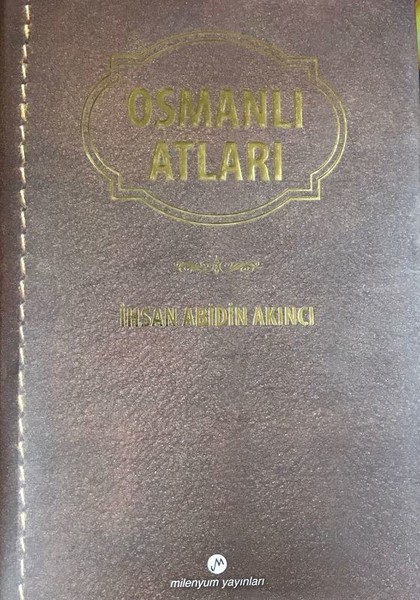 OSMANLI
ATLARI
İHSAN ABİDİN AKINCI
milenyum yayınları